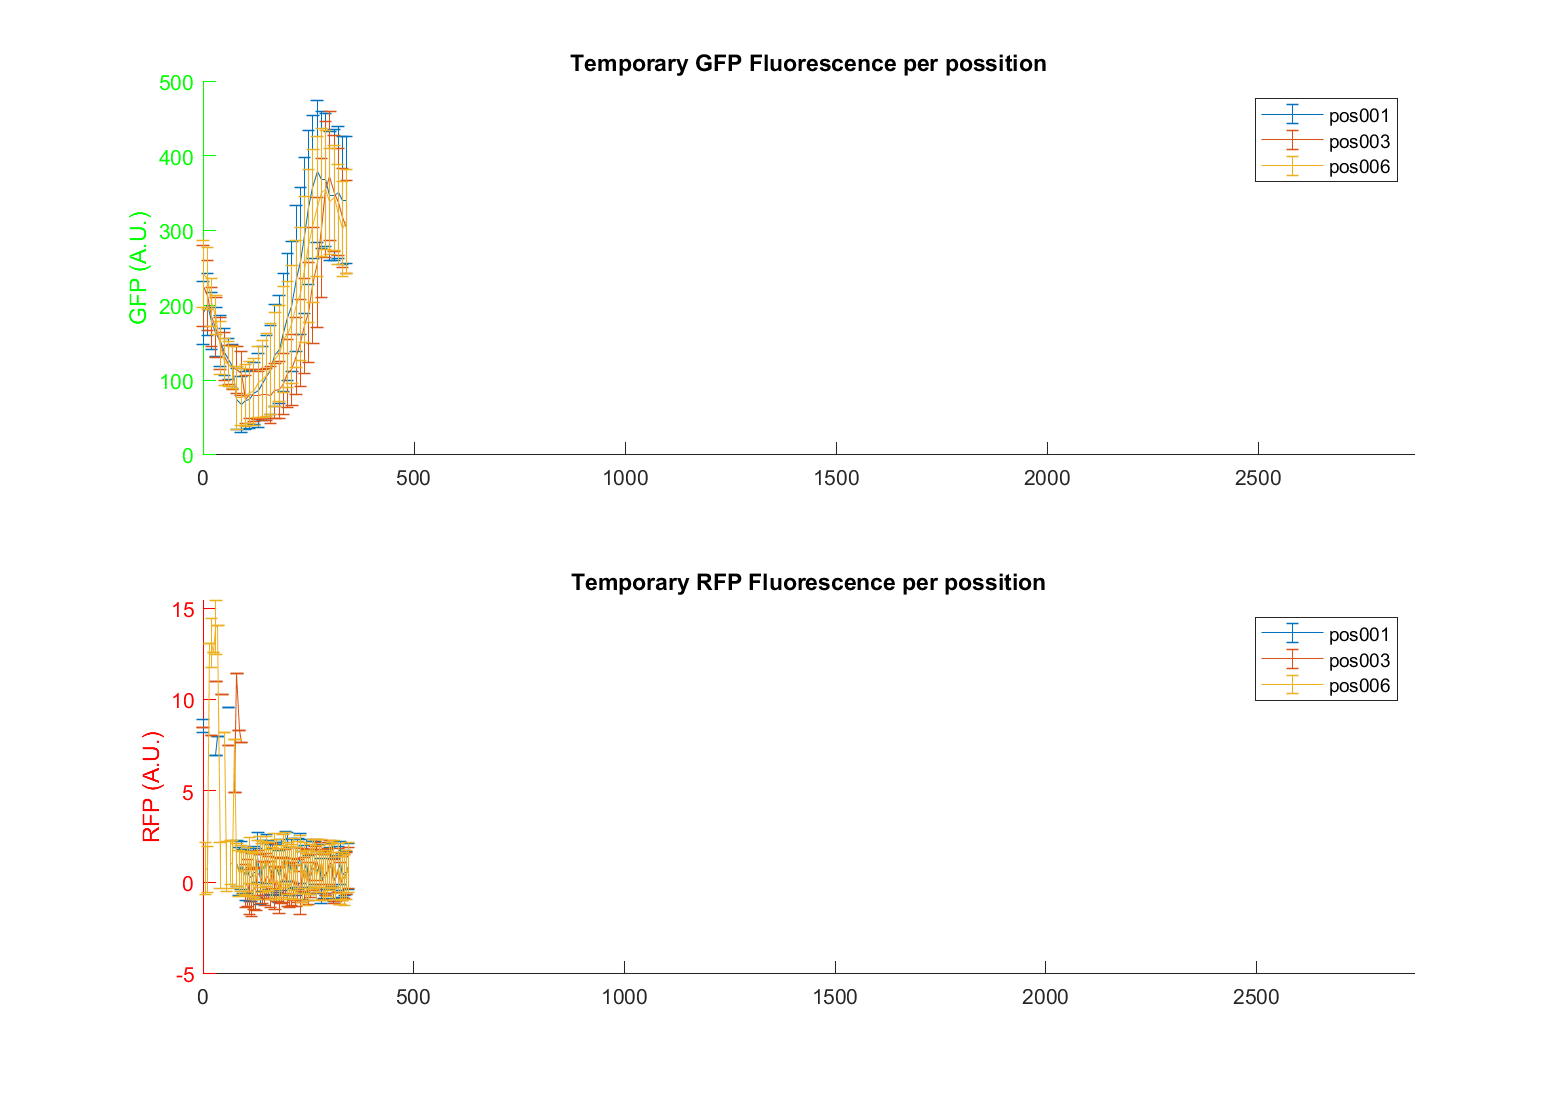 Temporary GFP Fluorescence per possition
500
400
300
200
100
0
GFP (A.U.)
0 500 1000 1500 2000 2500
pos001
pos003
pos006
Temporary RFP Fluorescence per possition
15
10
5
0
-5
RFP (A.U.)
0 500 1000 1500 2000 2500
pos001
pos003
pos006